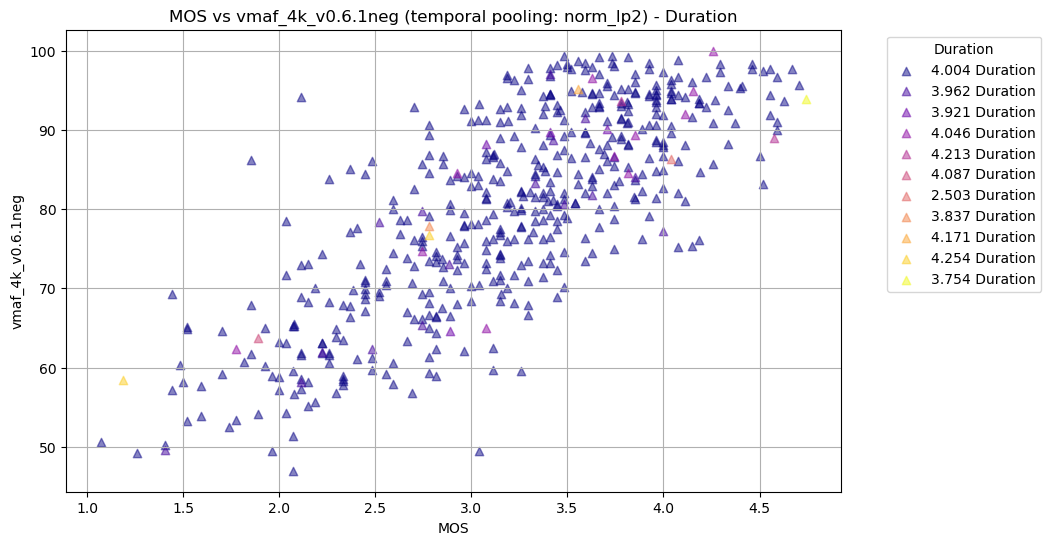 MOS vs vmaf_4k_v0.6.1neg (temporal pooling: norm_lp2) - Duration
vmaf_4k_v0.6.1neg
100
90
80
70
60
50
1.0 1.5 2.0 2.5 3.0 3.5 4.0 4.5
MOS
Duration
4.004 Duration
3.962 Duration
3.921 Duration
4.046 Duration
4.213 Duration
4.087 Duration
2.503 Duration
3.837 Duration
4.171 Duration
4.254 Duration
3.754 Duration